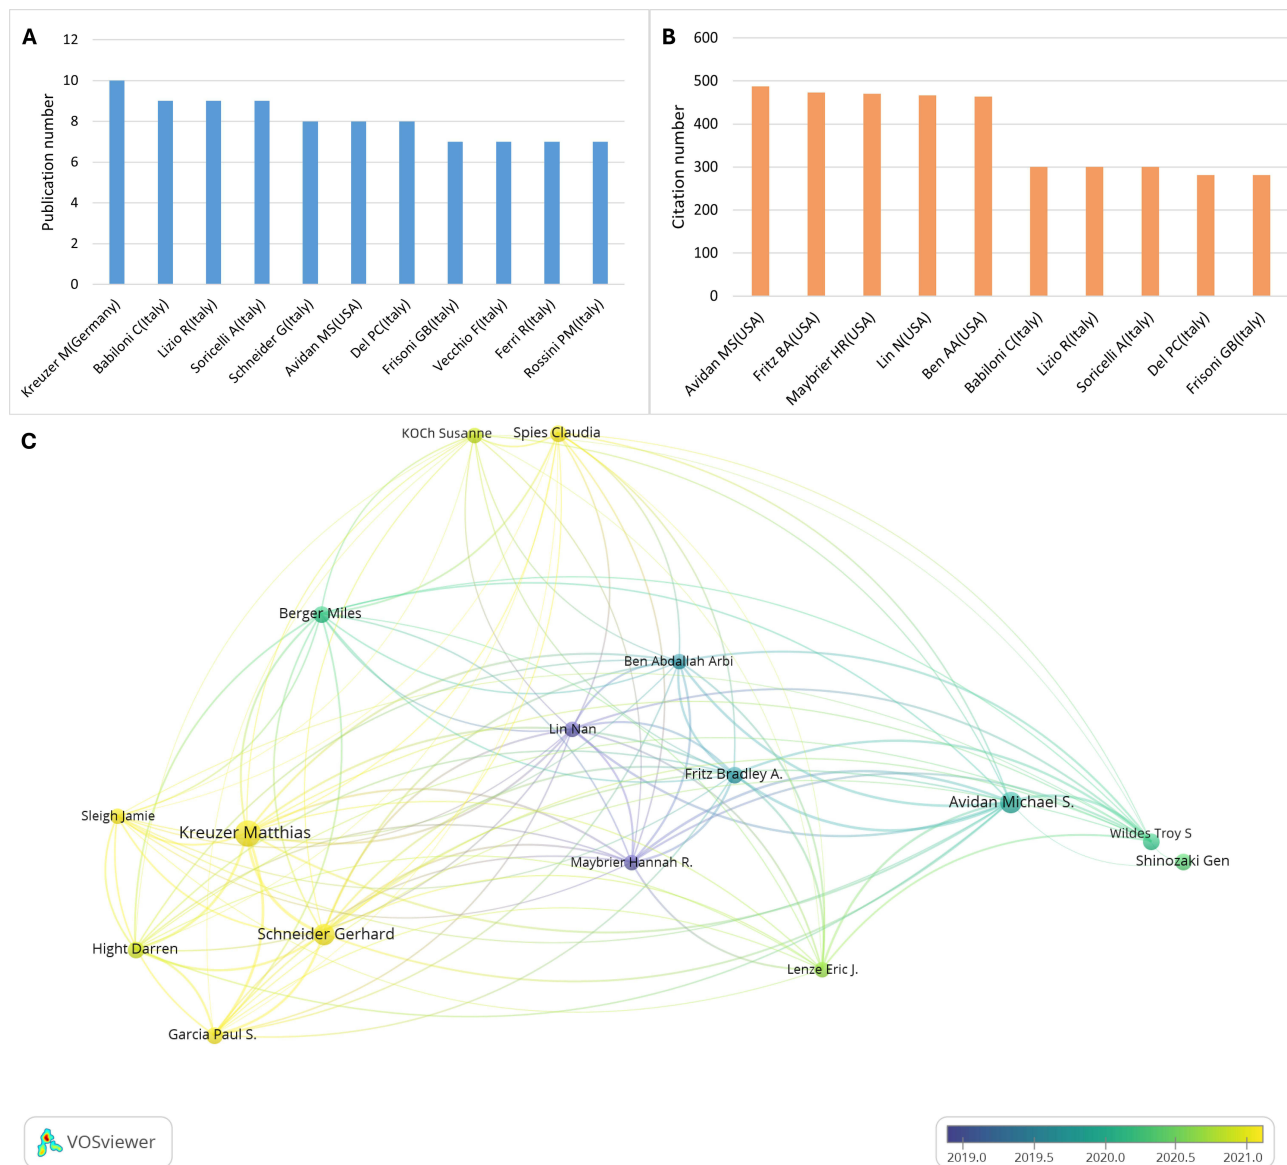 A
Publication number
12
10
8
6
4
2
0
Kreuzer M(Germany)
Babiloni C(Italy)
Lizio R(Italy)
Soricelli A(Italy)
Schneider G(Italy)
Avidan MS(USA)
Del PC(Italy)
Frisoni GB(Italy)
Vecchio F(Italy)
Ferri R(Italy)
Rossini PM(Italy)
B
Citation number
600
500
400
300
200
100
0
Avidan MS(USA)
Fritz BA(USA)
Maybrier HR(USA)
Lin N(USA)
Ben AA(USA)
Babiloni C(Italy)
Lizio R(Italy)
Soricelli A(Italy)
Del PC(Italy)
Frisoni GB(Italy)
C
KOCh Susanne
Spies Claudia
Berger Miles
Ben Abdallah Arbi
Lin Nan
Fritz Bradley A.
Avidan Michael S.
Sleigh Jamie
Kreuzer Matthias
Wildes Troy S
Shinozaki Gen
Maybrier Hannah R.
Schneider Gerhard
Hight Darren
Lenze Eric J.
Garcia Paul S.
VOSviewer
2019.0 2019.5 2020.0 2020.5 2021.0